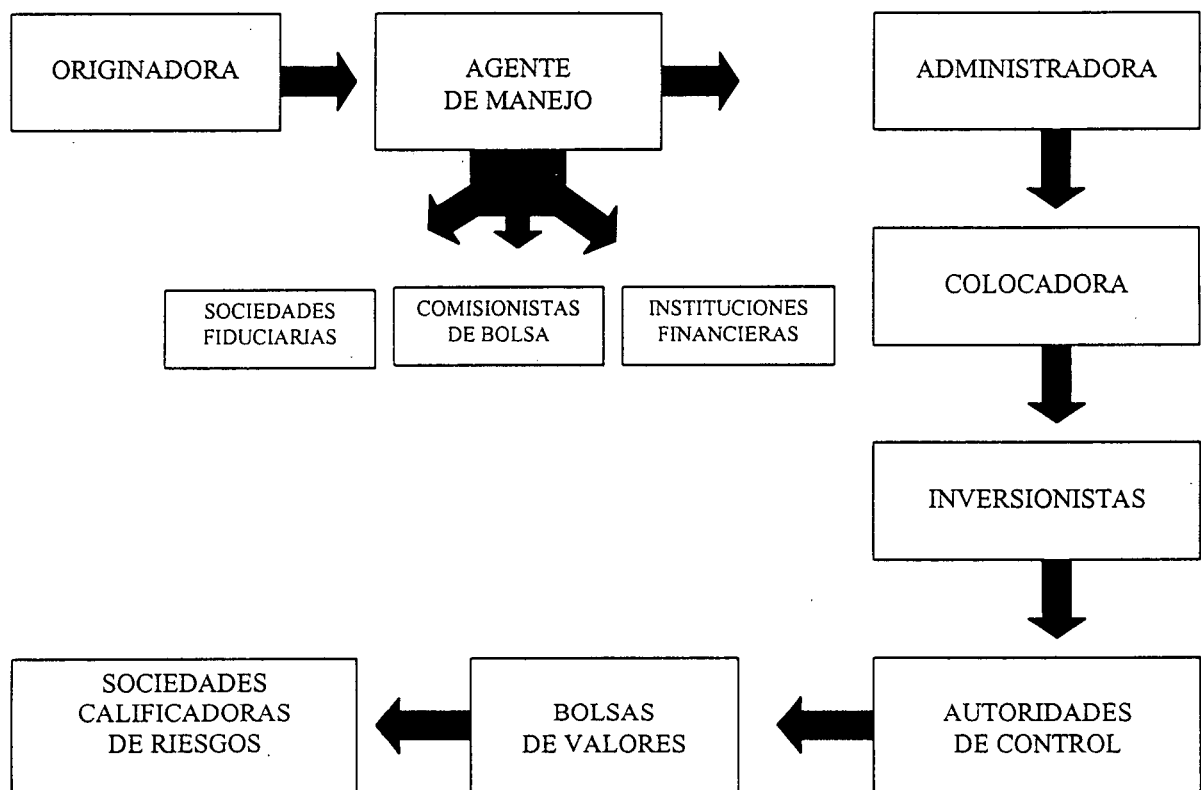 ORIGINADORA
AGENTE
DE MANEJO
ADMINISTRADORA
SOCIEDADES
FIDUCIARIAS
COMISIONISTAS
DE BOLSA
INSTITUCIONES
FINANCIERAS
COLOCADORA
INVERSIONISTAS
AUTORIDADES
DE CONTROL
BOLSAS
DE VALORES
SOCIEDADES
CALIFICADORAS
DE RIESGOS